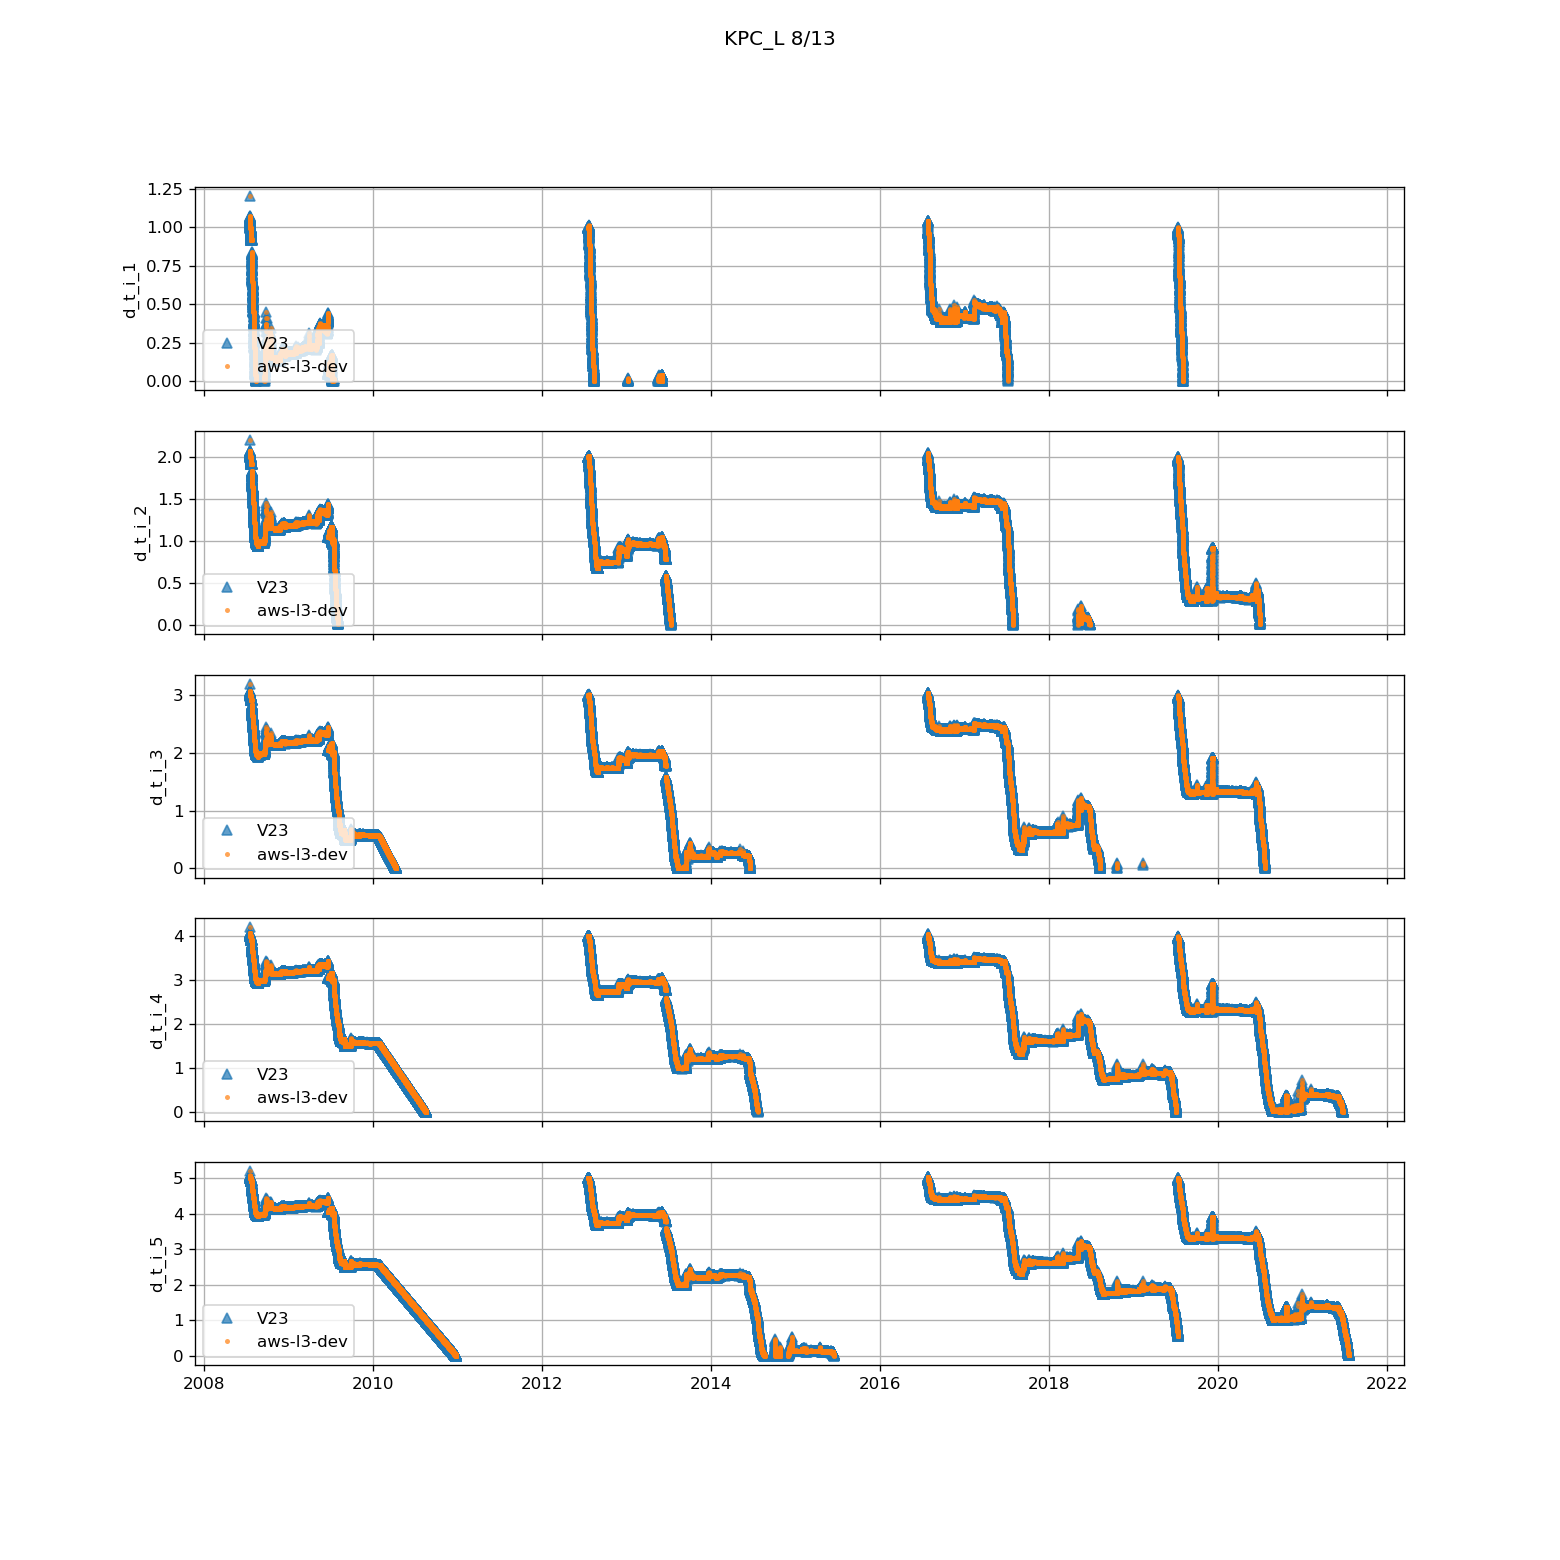 KPC_L 8/13
1.25
1.00
0.75
0.50
0.25
0.00
d_t_i_1
V23
aws-l3-dev
2.0
1.5
1.0
0.5
0.0
d_t_i_2
V23
aws-l3-dev
3
2
1
0
d_t_i_3
V23
aws-l3-dev
4
3
2
1
0
d_t_i_4
V23
aws-l3-dev
5
4
3
2
1
0
d_t_i_5
V23
aws-l3-dev
2008 2010 2012 2014 2016 2018 2020 2022